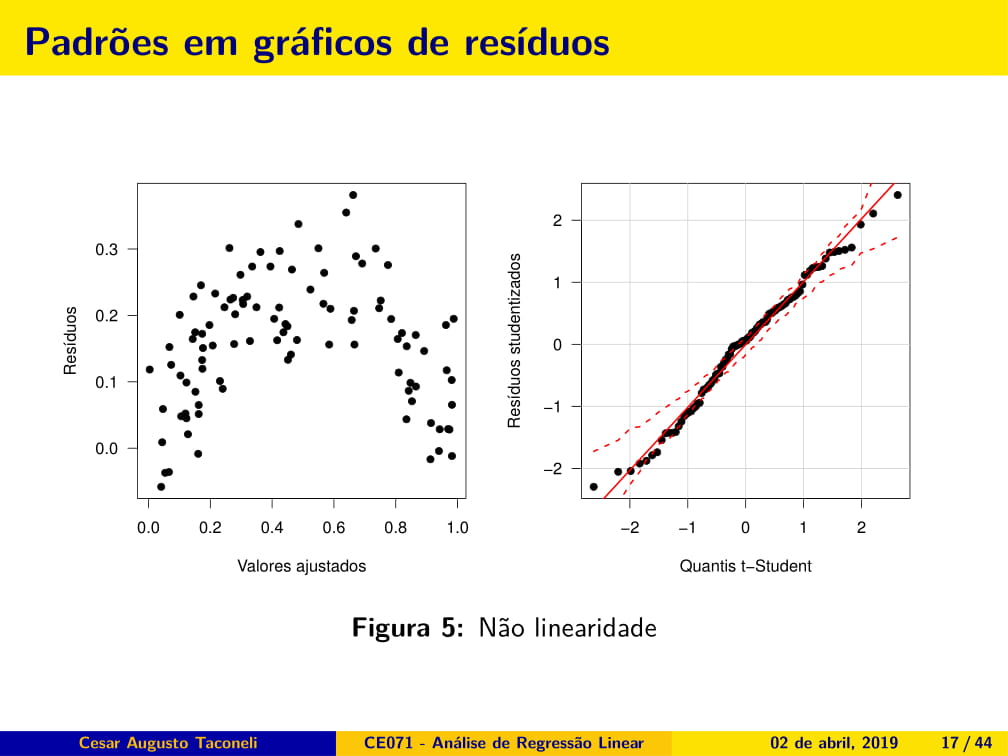 Padrões em gráficos de resíduos
Resíduos
0.3
0.2
0.1
0.0
0.0 0.2 0.4 0.6 0.8 1.0
Valores ajustados
Resíduos studentizados
2
1
0
−1
−2
−2 −1 0 1 2
Quantis t−Student
Figura 5: Não linearidade
Cesar Augusto Taconeli CE071 - Análise de Regressão Linear 02 de abril, 2019 17 / 44